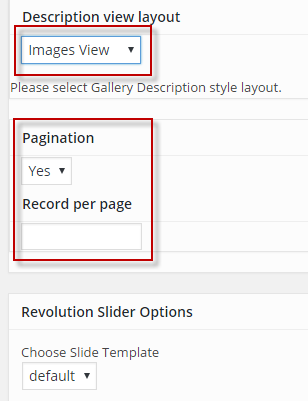 Description view layout
Images View
Please select Gallery Description style layout.
Pagination
Yes
Record per page
Revolution Slider Options
Choose Slide Template
default